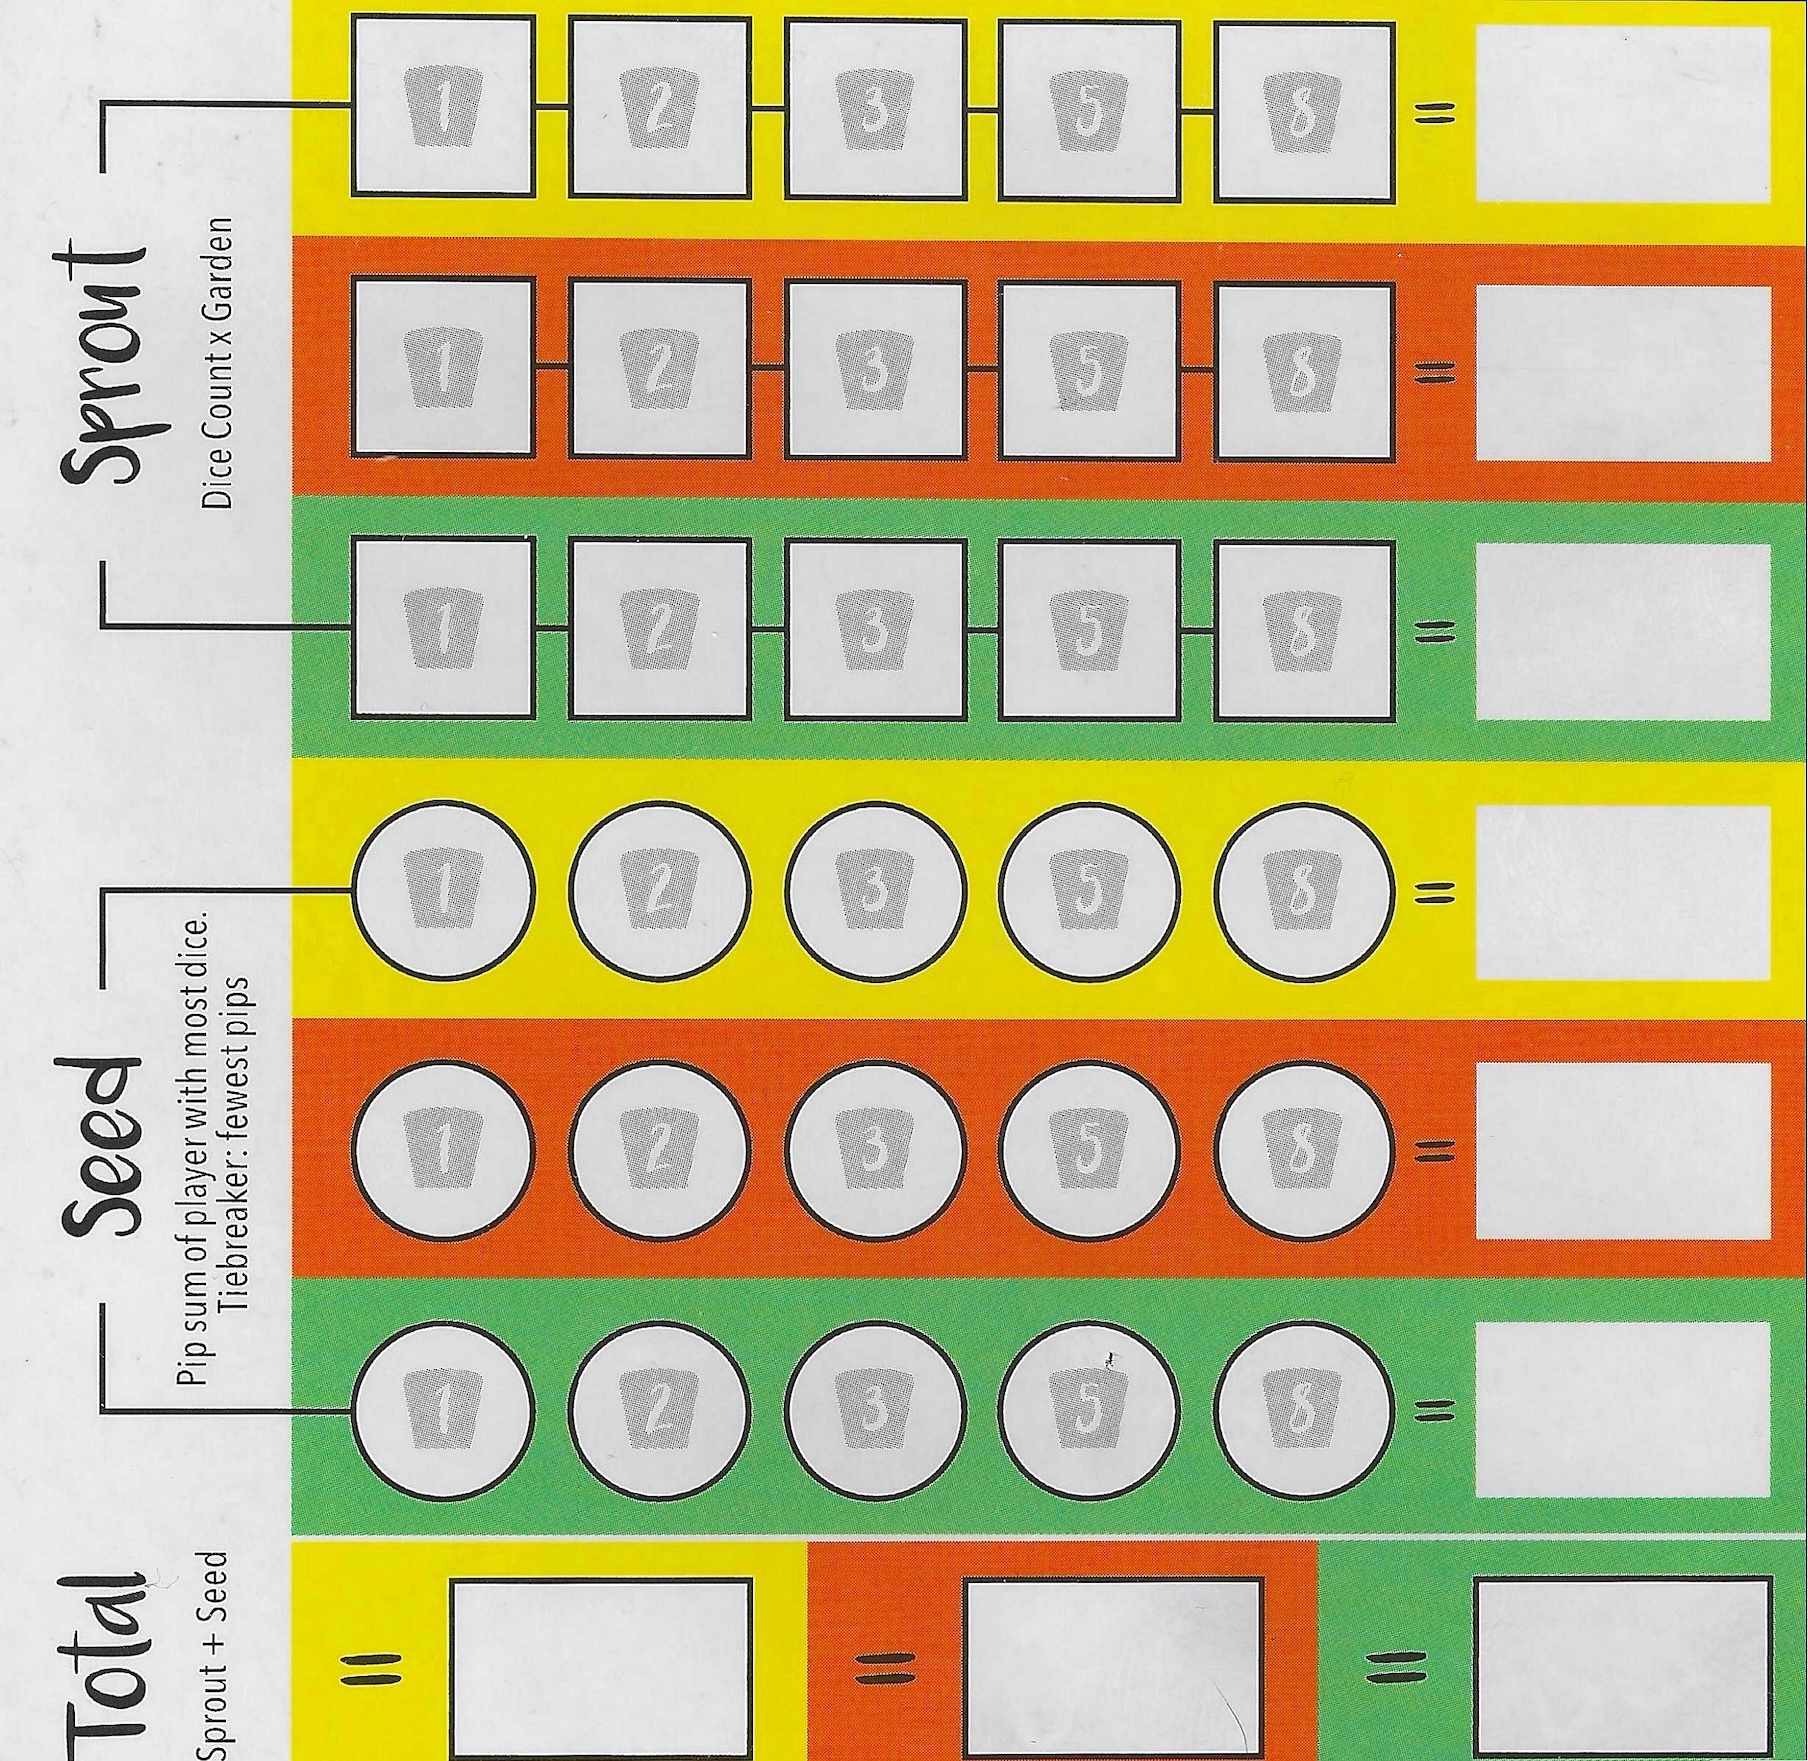 Sprout
Dice Count x Garden
1 2 3 5 8 =
1 2 3 5 8 =
1 2 3 5 8 =
Seed
Pip sum of player with most dice.
Tiebreaker: fewest pips
1 2 3 5 8 =
1 2 3 5 8 =
1 2 3 5 8 =
Total
Sprout + Seed
= = =